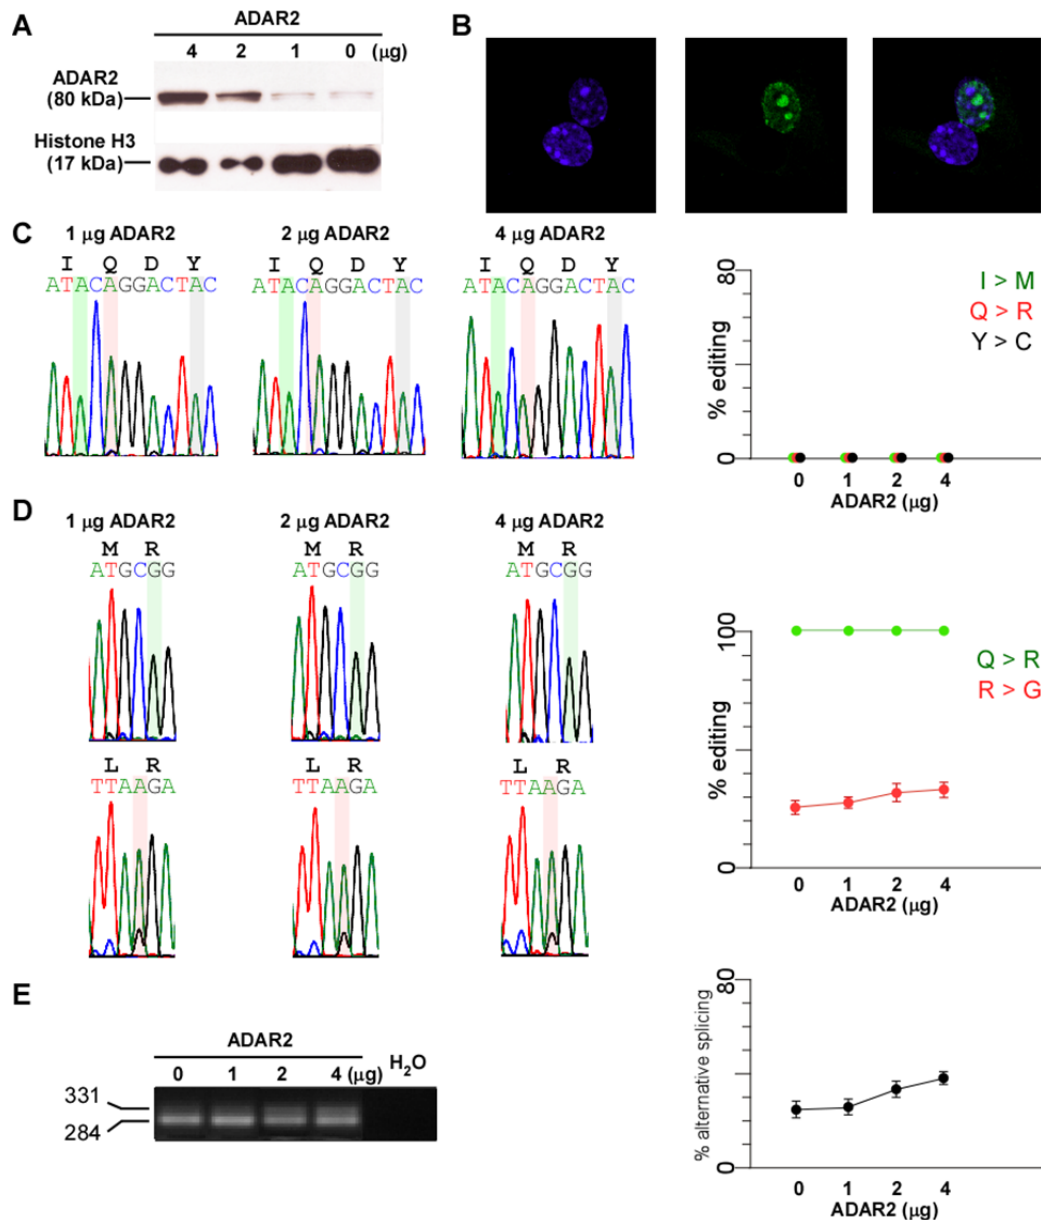 A
ADAR2
4 2 1 0 (μg)
ADAR2
(80 kDa)
Histone H3
(17 kDa)
B
C
1 μg ADAR2
I Q D Y
ATACAGGACTAC
2 μg ADAR2
I Q D Y
ATACAGGACTAC
4 μg ADAR2
I Q D Y
ATACAGGACTAC
80
0
% editing
I > M
Q > R
Y > C
0 1 2 4
ADAR2 (μg)
D
1 μg ADAR2
M R
ATGCGG
2 μg ADAR2
M R
ATGCGG
4 μg ADAR2
M R
ATGCGG
L R
TTAAGA
L R
TTAAGA
L R
TTAAGA
100
0
% editing
Q > R
R > G
0 1 2 4
ADAR2 (μg)
E
ADAR2
0 1 2 4 (μg)
H₂O
331
284
80
0
% alternative splicing
0 1 2 4
ADAR2 (μg)